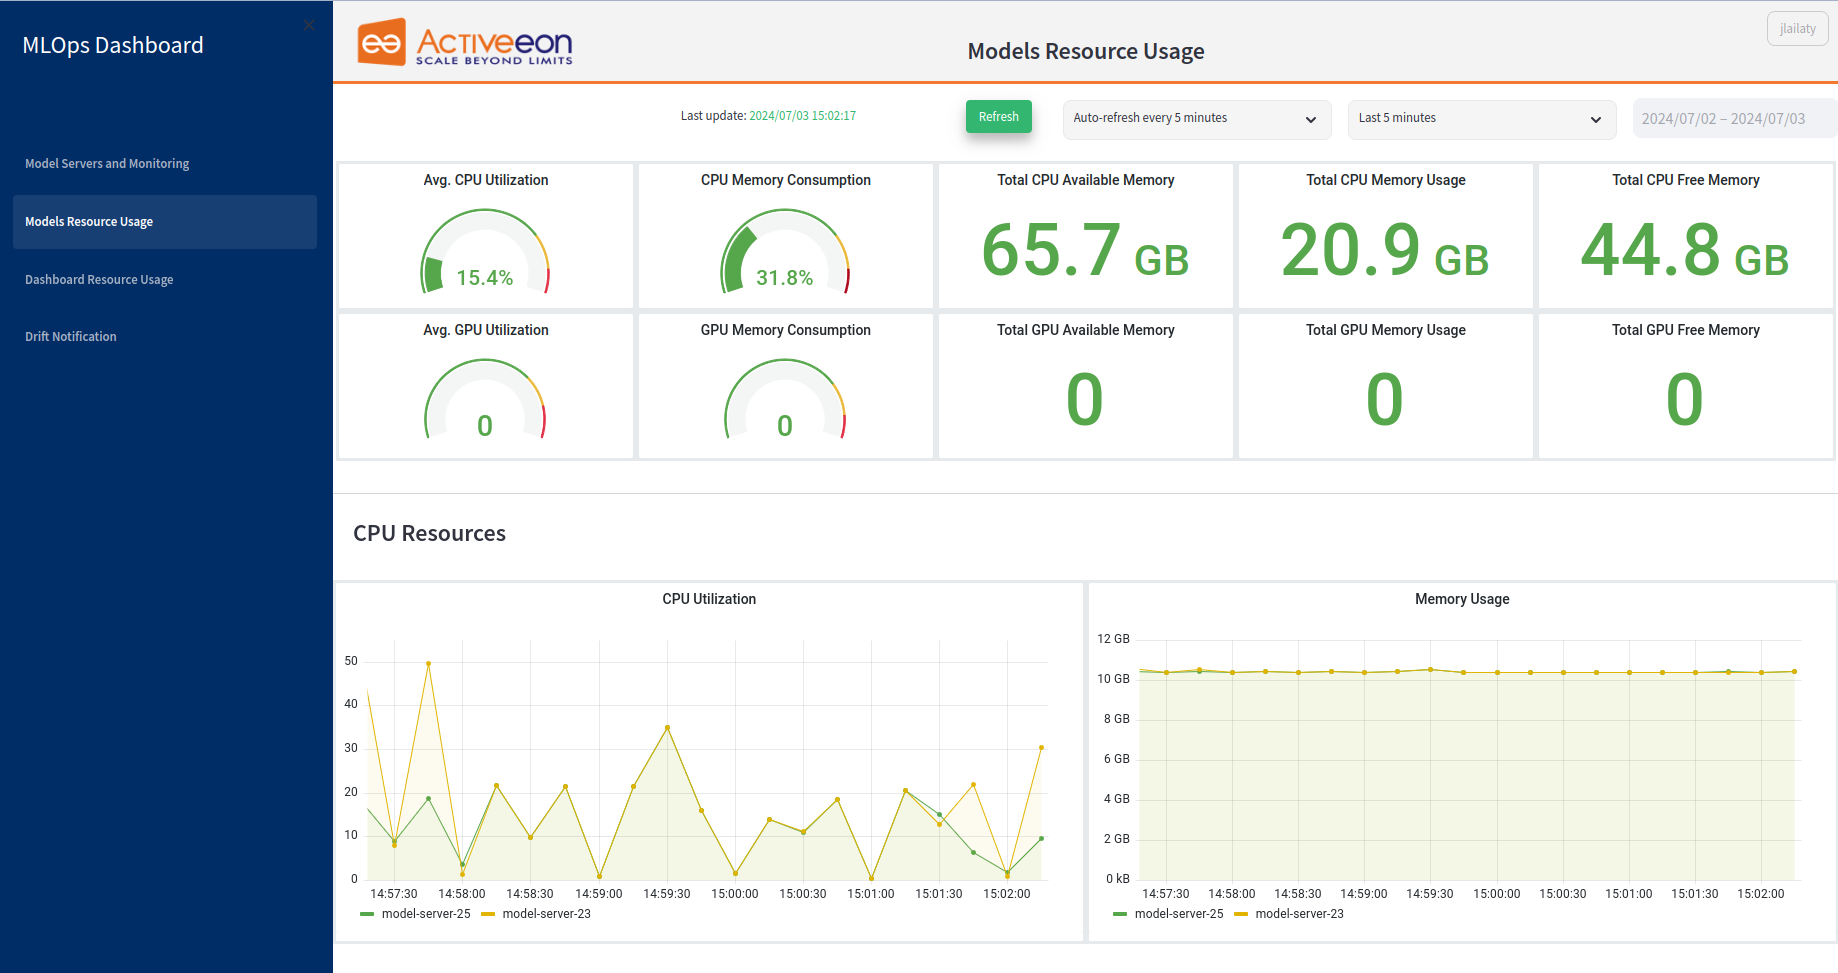 MLOps Dashboard
Model Servers and Monitoring
Models Resource Usage
Dashboard Resource Usage
Drift Notification
Activeeon
SCALE BEYOND LIMITS
Models Resource Usage
jlailaty
Last update: 2024/07/03 15:02:17
Refresh
Auto-refresh every 5 minutes
Last 5 minutes
2024/07/02 – 2024/07/03
Avg. CPU Utilization
15.4%
CPU Memory Consumption
31.8%
Total CPU Available Memory
65.7 GB
Total CPU Memory Usage
20.9 GB
Total CPU Free Memory
44.8 GB
Avg. GPU Utilization
0
GPU Memory Consumption
0
Total GPU Available Memory
0
Total GPU Memory Usage
0
Total GPU Free Memory
0
CPU Resources
CPU Utilization
50
40
30
20
10
0
14:57:30 14:58:00 14:58:30 14:59:00 14:59:30 15:00:00 15:00:30 15:01:00 15:01:30 15:02:00
model-server-25 model-server-23
Memory Usage
12 GB
10 GB
8 GB
6 GB
4 GB
2 GB
0 kB
14:57:30 14:58:00 14:58:30 14:59:00 14:59:30 15:00:00 15:00:30 15:01:00 15:01:30 15:02:00
model-server-25 model-server-23